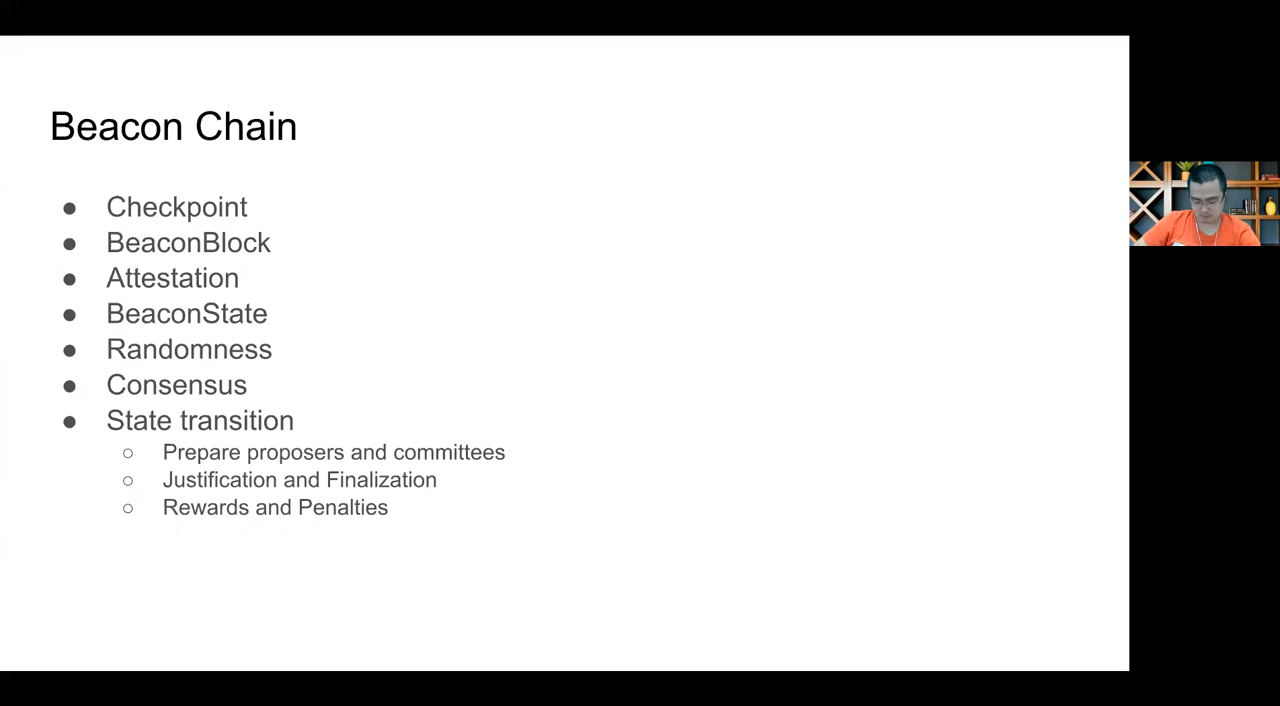 Beacon Chain
● Checkpoint
● BeaconBlock
● Attestation
● BeaconState
● Randomness
● Consensus
● State transition
○ Prepare proposers and committees
○ Justification and Finalization
○ Rewards and Penalties